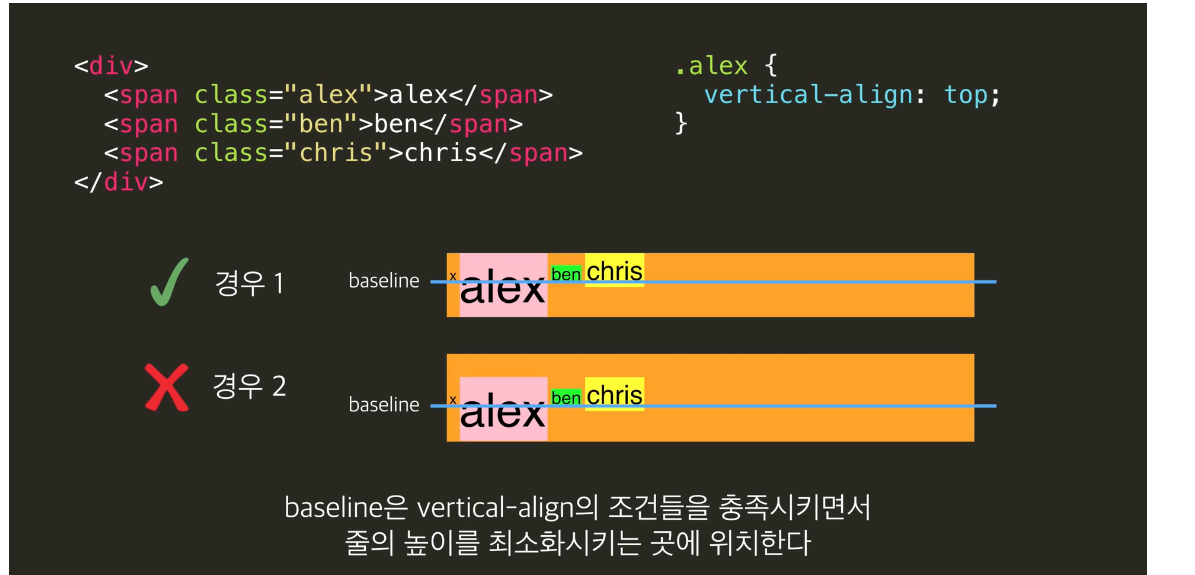 <div>
  <span class="alex">alex</span>
  <span class="ben">ben</span>
  <span class="chris">chris</span>
</div>
.alex {
  vertical-align: top;
}
경우 1
baseline
x alex ben chris
경우 2
baseline
x alex ben chris
baseline은 vertical-align의 조건들을 충족시키면서
줄의 높이를 최소화시키는 곳에 위치한다